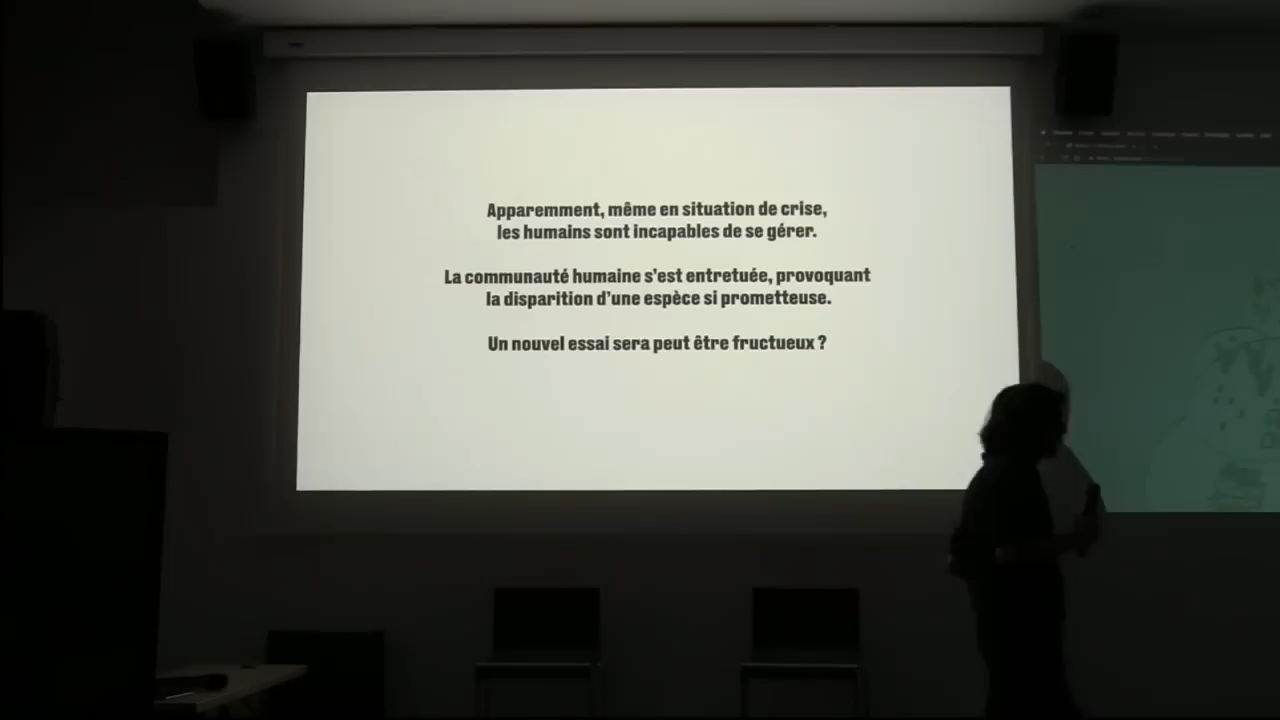 Apparemment, même en situation de crise,
les humains sont incapables de se gérer.
La communauté humaine s'est entretuée, provoquant
la disparition d'une espèce si prometteuse.
Un nouvel essai sera peut être fructueux ?